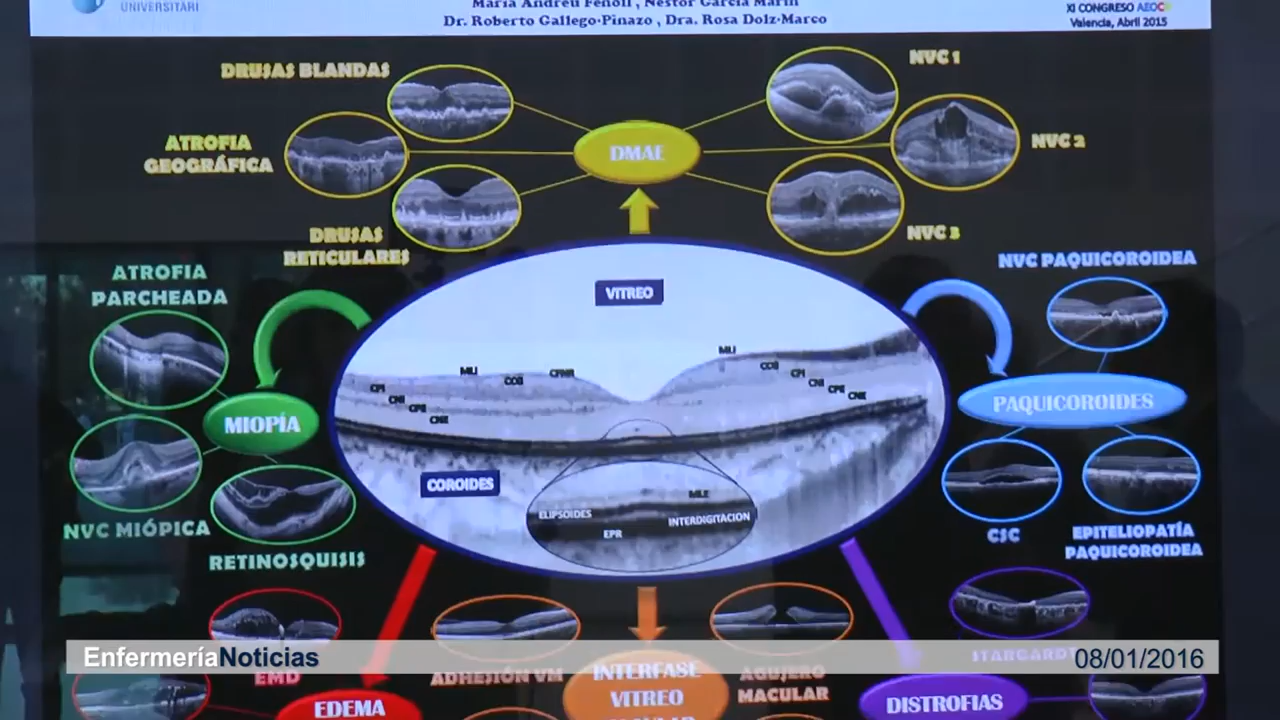 UNIVERSITARI
María Andreu Fenoll , Néstor García Marín
Dr. Roberto Gallego-Pinazo , Dra. Rosa Dolz-Marco
XI CONGRESO AEOC
Valencia, Abril 2015
DRUSAS BLANDAS
NVC 1
ATROFIA
GEOGRÁFICA
DMAE
NVC 2
DRUSAS
RETICULARES
NVC 3
ATROFIA
PARCHEADA
NVC PAQUICOROIDEA
VITREO
MLI
CCG
CFNR
CPI
CNI
CPE
CNE
MLI
CCG
CPI
CNI
CPE
CNE
MIOPÍA
PAQUICOROIDES
COROIDES
MLE
ELIPSOIDES
INTERDIGITACION
EPR
NVC MIÓPICA
RETINOSQUISIS
CSC
EPITELIOPATÍA
PAQUICOROIDEA
EnfermeríaNoticias
08/01/2016
EMD
ADHESIÓN VM
INTERFASE
VITREO
AGUJERO
MACULAR
STARGARDT
EDEMA
DISTROFIAS